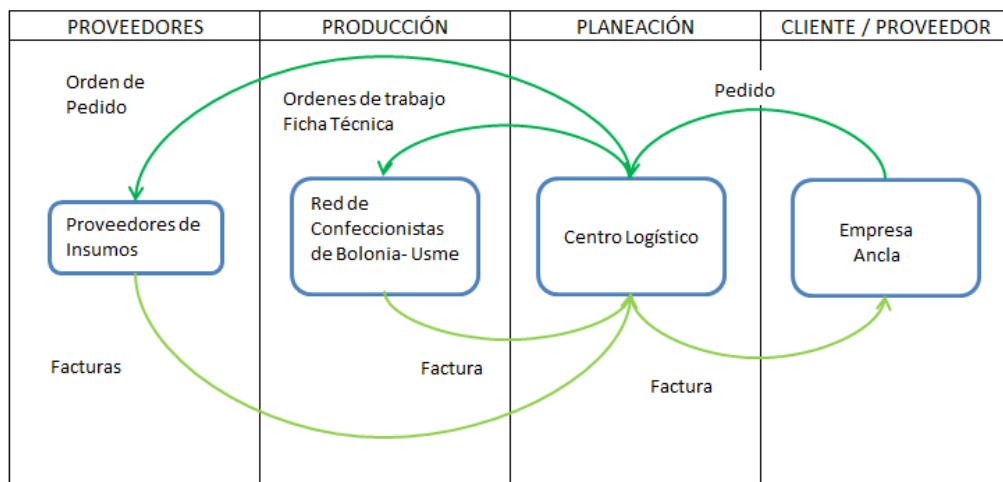 PROVEEDORES
PRODUCCIÓN
PLANEACIÓN
CLIENTE / PROVEEDOR
Orden de
Pedido
Ordenes de trabajo
Ficha Técnica
Pedido
Proveedores de
Insumos
Red de
Confeccionistas
de Bolonia- Usme
Centro Logístico
Empresa
Ancla
Facturas
Factura
Factura